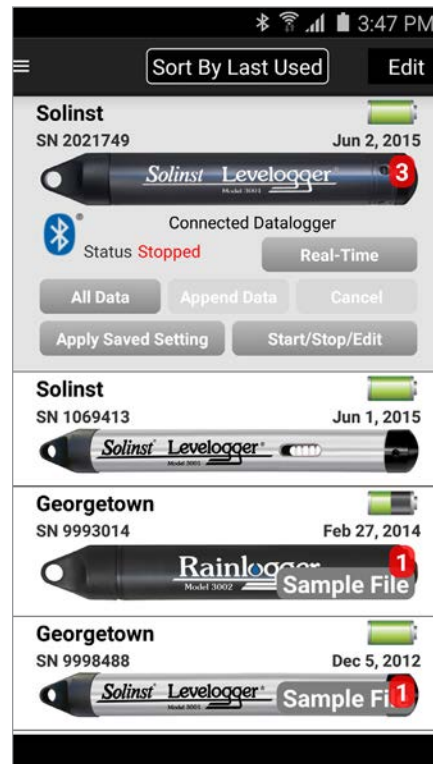 3:47 PM
Sort By Last Used Edit
Solinst
SN 2021749 Jun 2, 2015
Solinst Levelogger
Model 3001
3
Connected Datalogger
Status Stopped Real-Time
All Data Append Data Cancel
Apply Saved Setting Start/Stop/Edit
Solinst
SN 1069413 Jun 1, 2015
Solinst Levelogger
Model 3001
Georgetown
SN 9993014 Feb 27, 2014
1
Model 3002
Sample File
Georgetown
SN 9998488 Dec 5, 2012
Solinst Levelogger
Model 3001
Sample 1